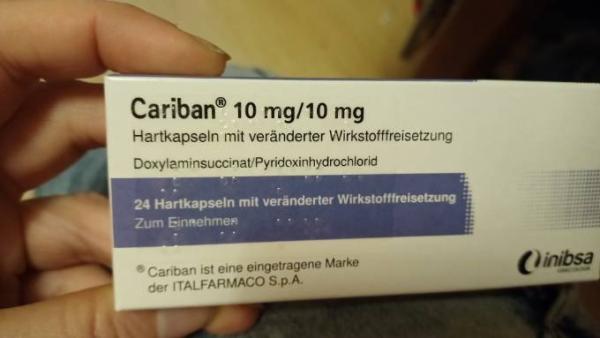 Cariban® 10 mg/10 mg
Hartkapseln mit veränderter Wirkstofffreisetzung
Doxylaminsuccinat/Pyridoxinhydrochlorid
24 Hartkapseln mit veränderter Wirkstofffreisetzung
Zum Einnehmen
® Cariban ist eine eingetragene Marke
der ITALFARMACO S.p.A.
inibsa